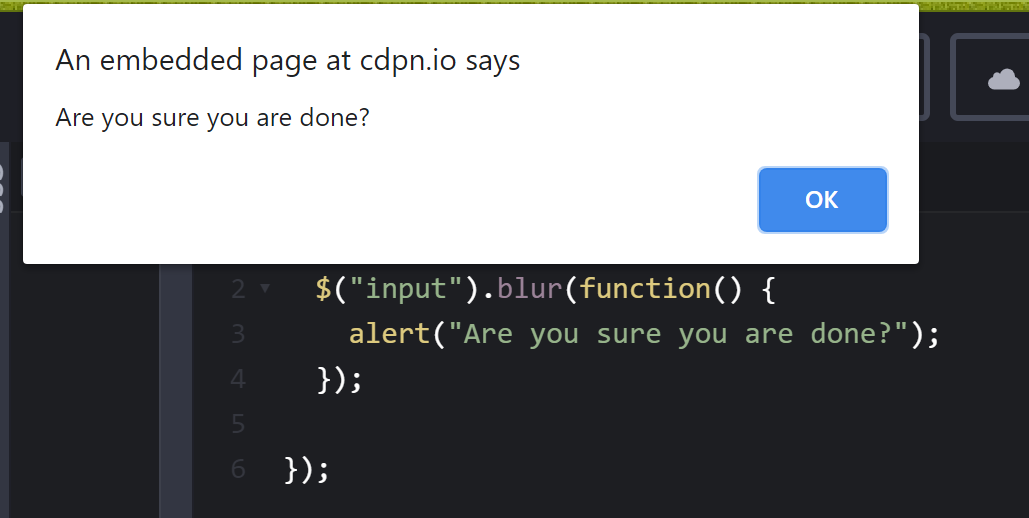 An embedded page at cdpn.io says
Are you sure you are done?
OK
2 $("input").blur(function() {
3 alert("Are you sure you are done?");
4 });
5
6 });